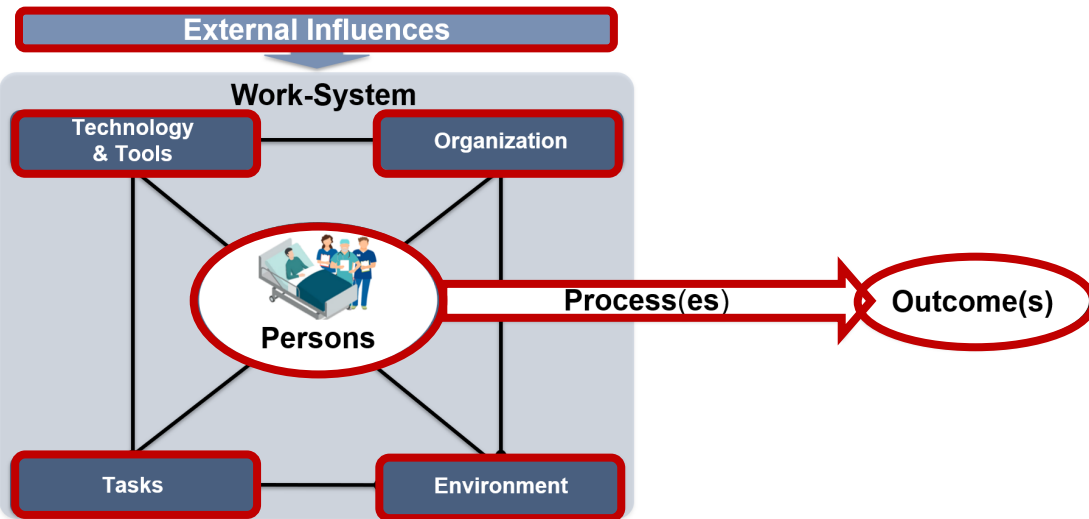 External Influences
Work-System
Technology
& Tools
Organization
Persons
Process(es)
Outcome(s)
Tasks
Environment